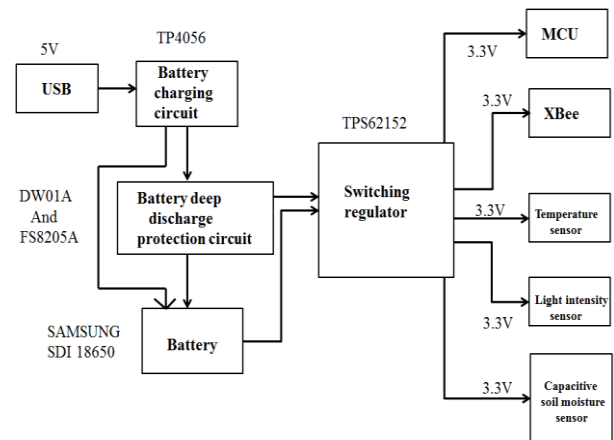 5V
USB
TP4056
Battery
charging
circuit
DW01A
And
FS8205A
Battery deep
discharge
protection circuit
SAMSUNG
SDI 18650
Battery
TPS62152
Switching
regulator
3.3V
MCU
3.3V
XBee
3.3V
Temperature
sensor
3.3V
Light intensity
sensor
3.3V
Capacitive
soil moisture
sensor